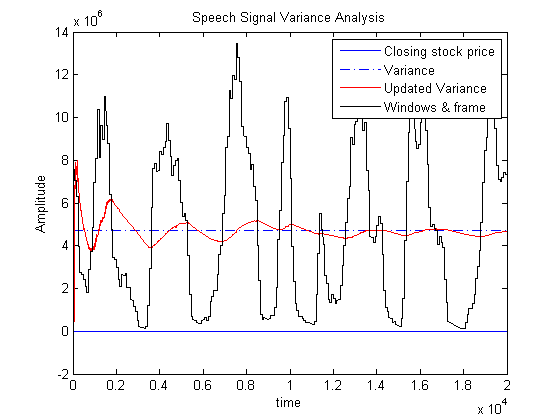 Speech Signal Variance Analysis
x 10^6
14
12
10
8
6
4
2
0
-2
Amplitude
Closing stock price
Variance
Updated Variance
Windows & frame
0 0.2 0.4 0.6 0.8 1 1.2 1.4 1.6 1.8 2
time
x 10^4